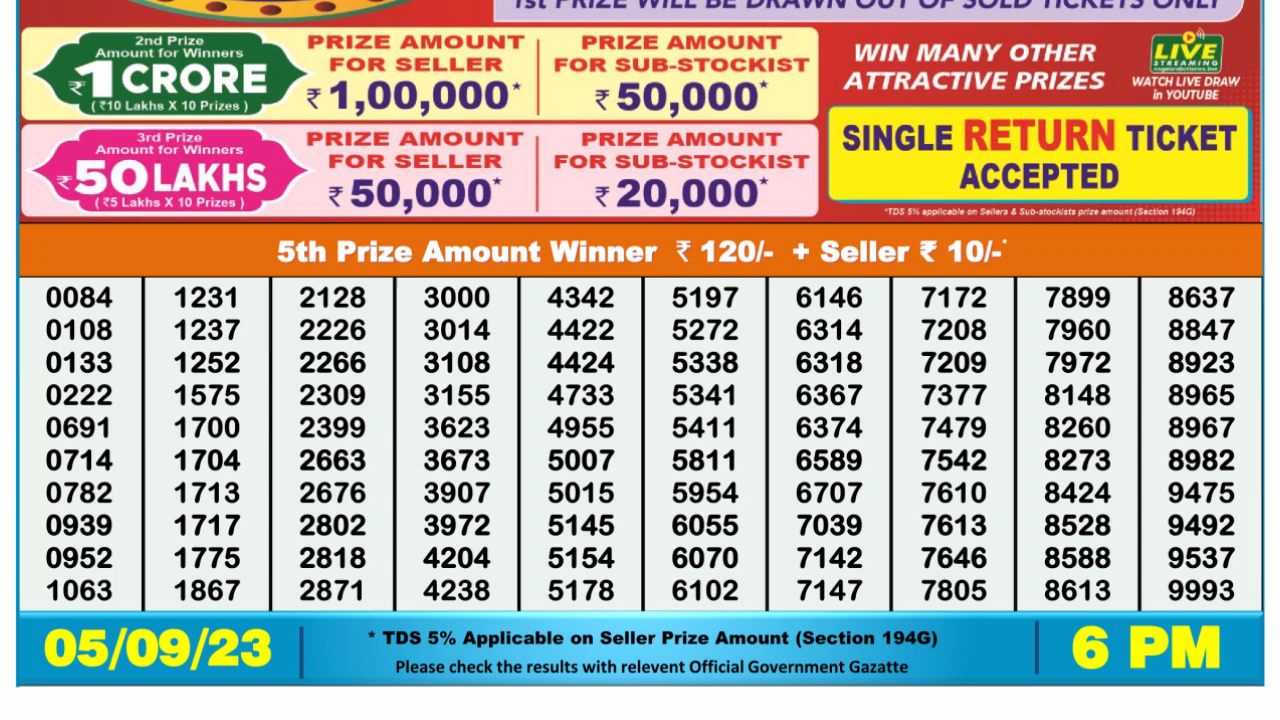 1st PRIZE WILL BE DRAWN OUT OF SOLD TICKETS ONLY
2nd Prize
Amount for Winners
₹1 CRORE
( ₹10 Lakhs X 10 Prizes )
PRIZE AMOUNT
FOR SELLER
₹ 1,00,000*
PRIZE AMOUNT
FOR SUB-STOCKIST
₹ 50,000*
3rd Prize
Amount for Winners
₹50 LAKHS
( ₹5 Lakhs X 10 Prizes )
PRIZE AMOUNT
FOR SELLER
₹ 50,000*
PRIZE AMOUNT
FOR SUB-STOCKIST
₹ 20,000*
WIN MANY OTHER
ATTRACTIVE PRIZES
LIVE
STREAMING
WATCH LIVE DRAW
in YOUTUBE
SINGLE RETURN TICKET
ACCEPTED
*TDS 5% applicable on Sellers & Sub-stockists prize amount (Section 194G)
5th Prize Amount Winner ₹ 120/- + Seller ₹ 10/-*
0084 1231 2128 3000 4342 5197 6146 7172 7899 8637
0108 1237 2226 3014 4422 5272 6314 7208 7960 8847
0133 1252 2266 3108 4424 5338 6318 7209 7972 8923
0222 1575 2309 3155 4733 5341 6367 7377 8148 8965
0691 1700 2399 3623 4955 5411 6374 7479 8260 8967
0714 1704 2663 3673 5007 5811 6589 7542 8273 8982
0782 1713 2676 3907 5015 5954 6707 7610 8424 9475
0939 1717 2802 3972 5145 6055 7039 7613 8528 9492
0952 1775 2818 4204 5154 6070 7142 7646 8588 9537
1063 1867 2871 4238 5178 6102 7147 7805 8613 9993
05/09/23
* TDS 5% Applicable on Seller Prize Amount (Section 194G)
Please check the results with relevent Official Government Gazatte
6 PM